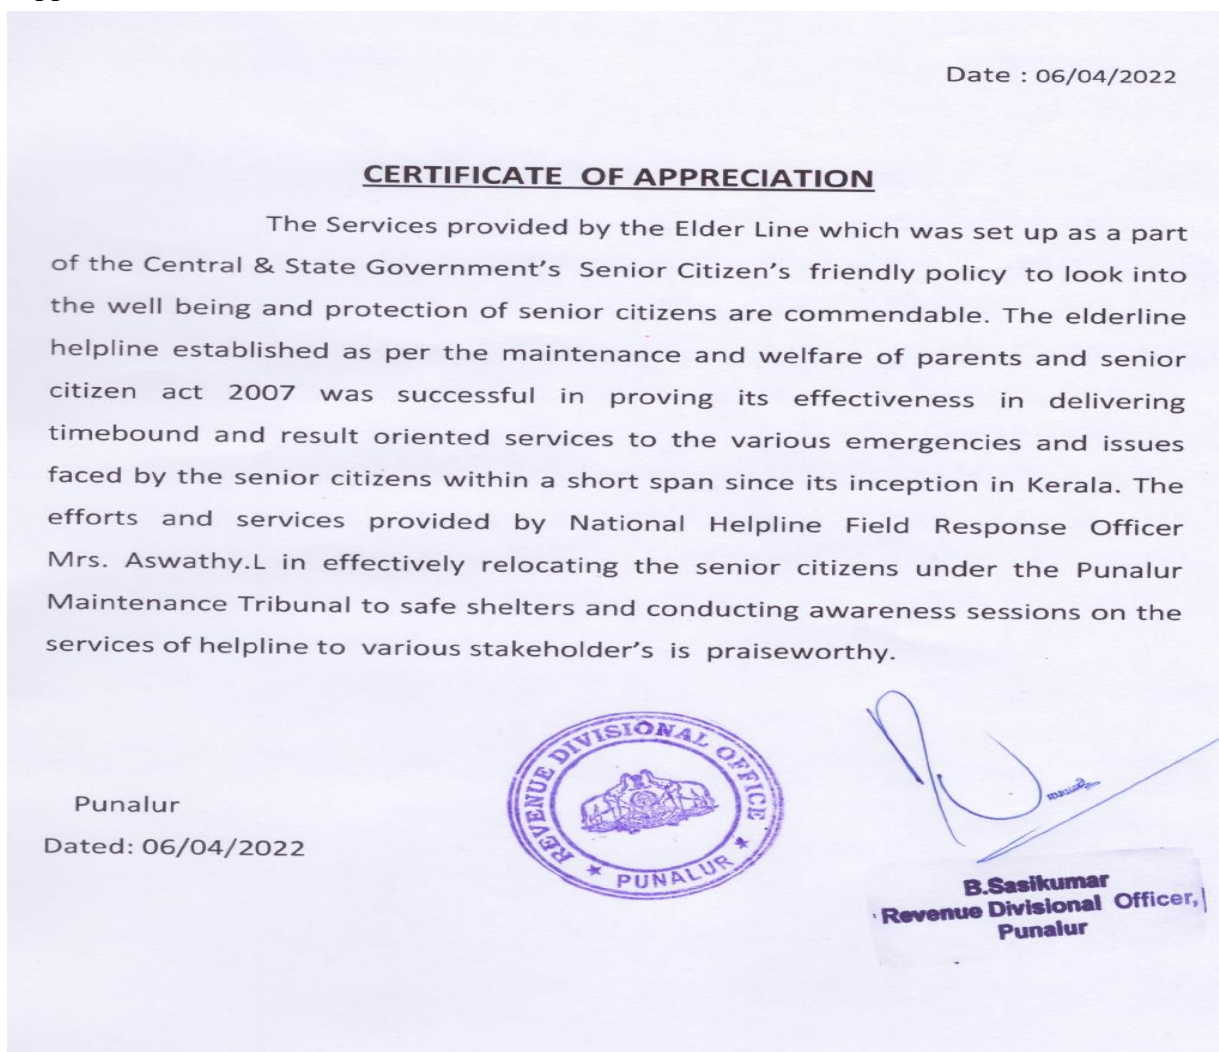 Date : 06/04/2022
CERTIFICATE OF APPRECIATION
The Services provided by the Elder Line which was set up as a part
of the Central & State Government's Senior Citizen's friendly policy to look into
the well being and protection of senior citizens are commendable. The elderline
helpline established as per the maintenance and welfare of parents and senior
citizen act 2007 was successful in proving its effectiveness in delivering
timebound and result oriented services to the various emergencies and issues
faced by the senior citizens within a short span since its inception in Kerala. The
efforts and services provided by National Helpline Field Response Officer
Mrs. Aswathy.L in effectively relocating the senior citizens under the Punalur
Maintenance Tribunal to safe shelters and conducting awareness sessions on the
services of helpline to various stakeholder's is praiseworthy.
REVENUE DIVISIONAL OFFICE
★ PUNALUR ★
Punalur
Dated: 06/04/2022
B.Sasikumar
Revenue Divisional Officer,
Punalur